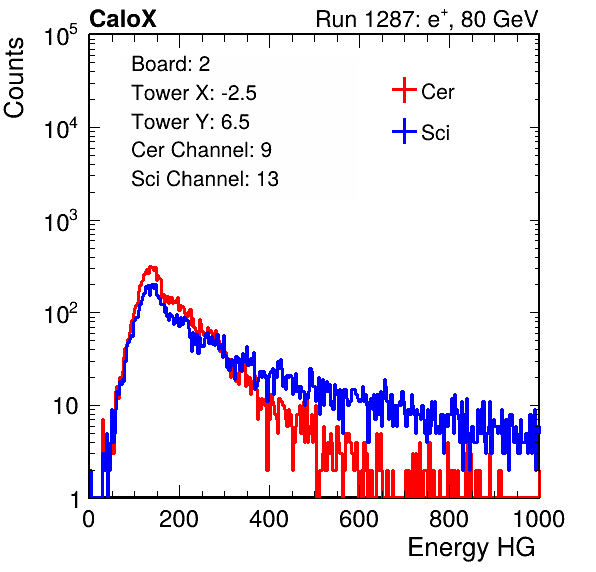 CaloX Run 1287: e⁺, 80 GeV
Counts
Board: 2
Tower X: -2.5
Tower Y: 6.5
Cer Channel: 9
Sci Channel: 13
Cer
Sci
10⁵
10⁴
10³
10²
10
1
0 200 400 600 800 1000
Energy HG